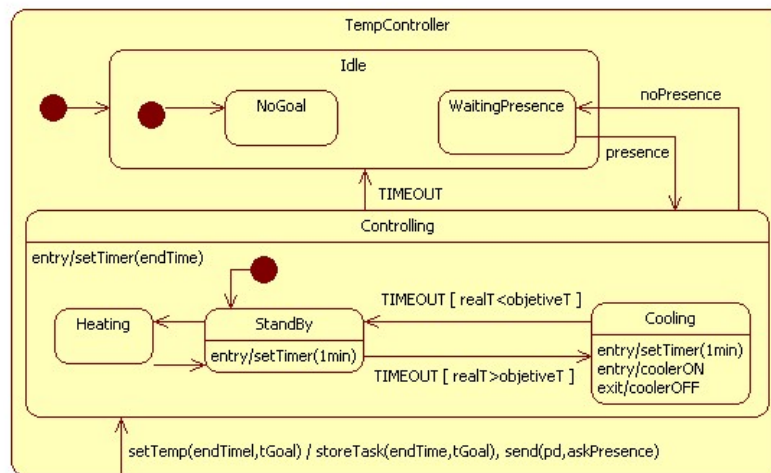 TempController
Idle
NoGoal
WaitingPresence
noPresence
presence
TIMEOUT
Controlling
entry/setTimer(endTime)
TIMEOUT [ realT<objetiveT ]
Heating
StandBy
Cooling
entry/setTimer(1min)
entry/setTimer(1min)
entry/coolerON
exit/coolerOFF
TIMEOUT [ realT>objetiveT ]
setTemp(endTimel,tGoal) / storeTask(endTime,tGoal), send(pd,askPresence)